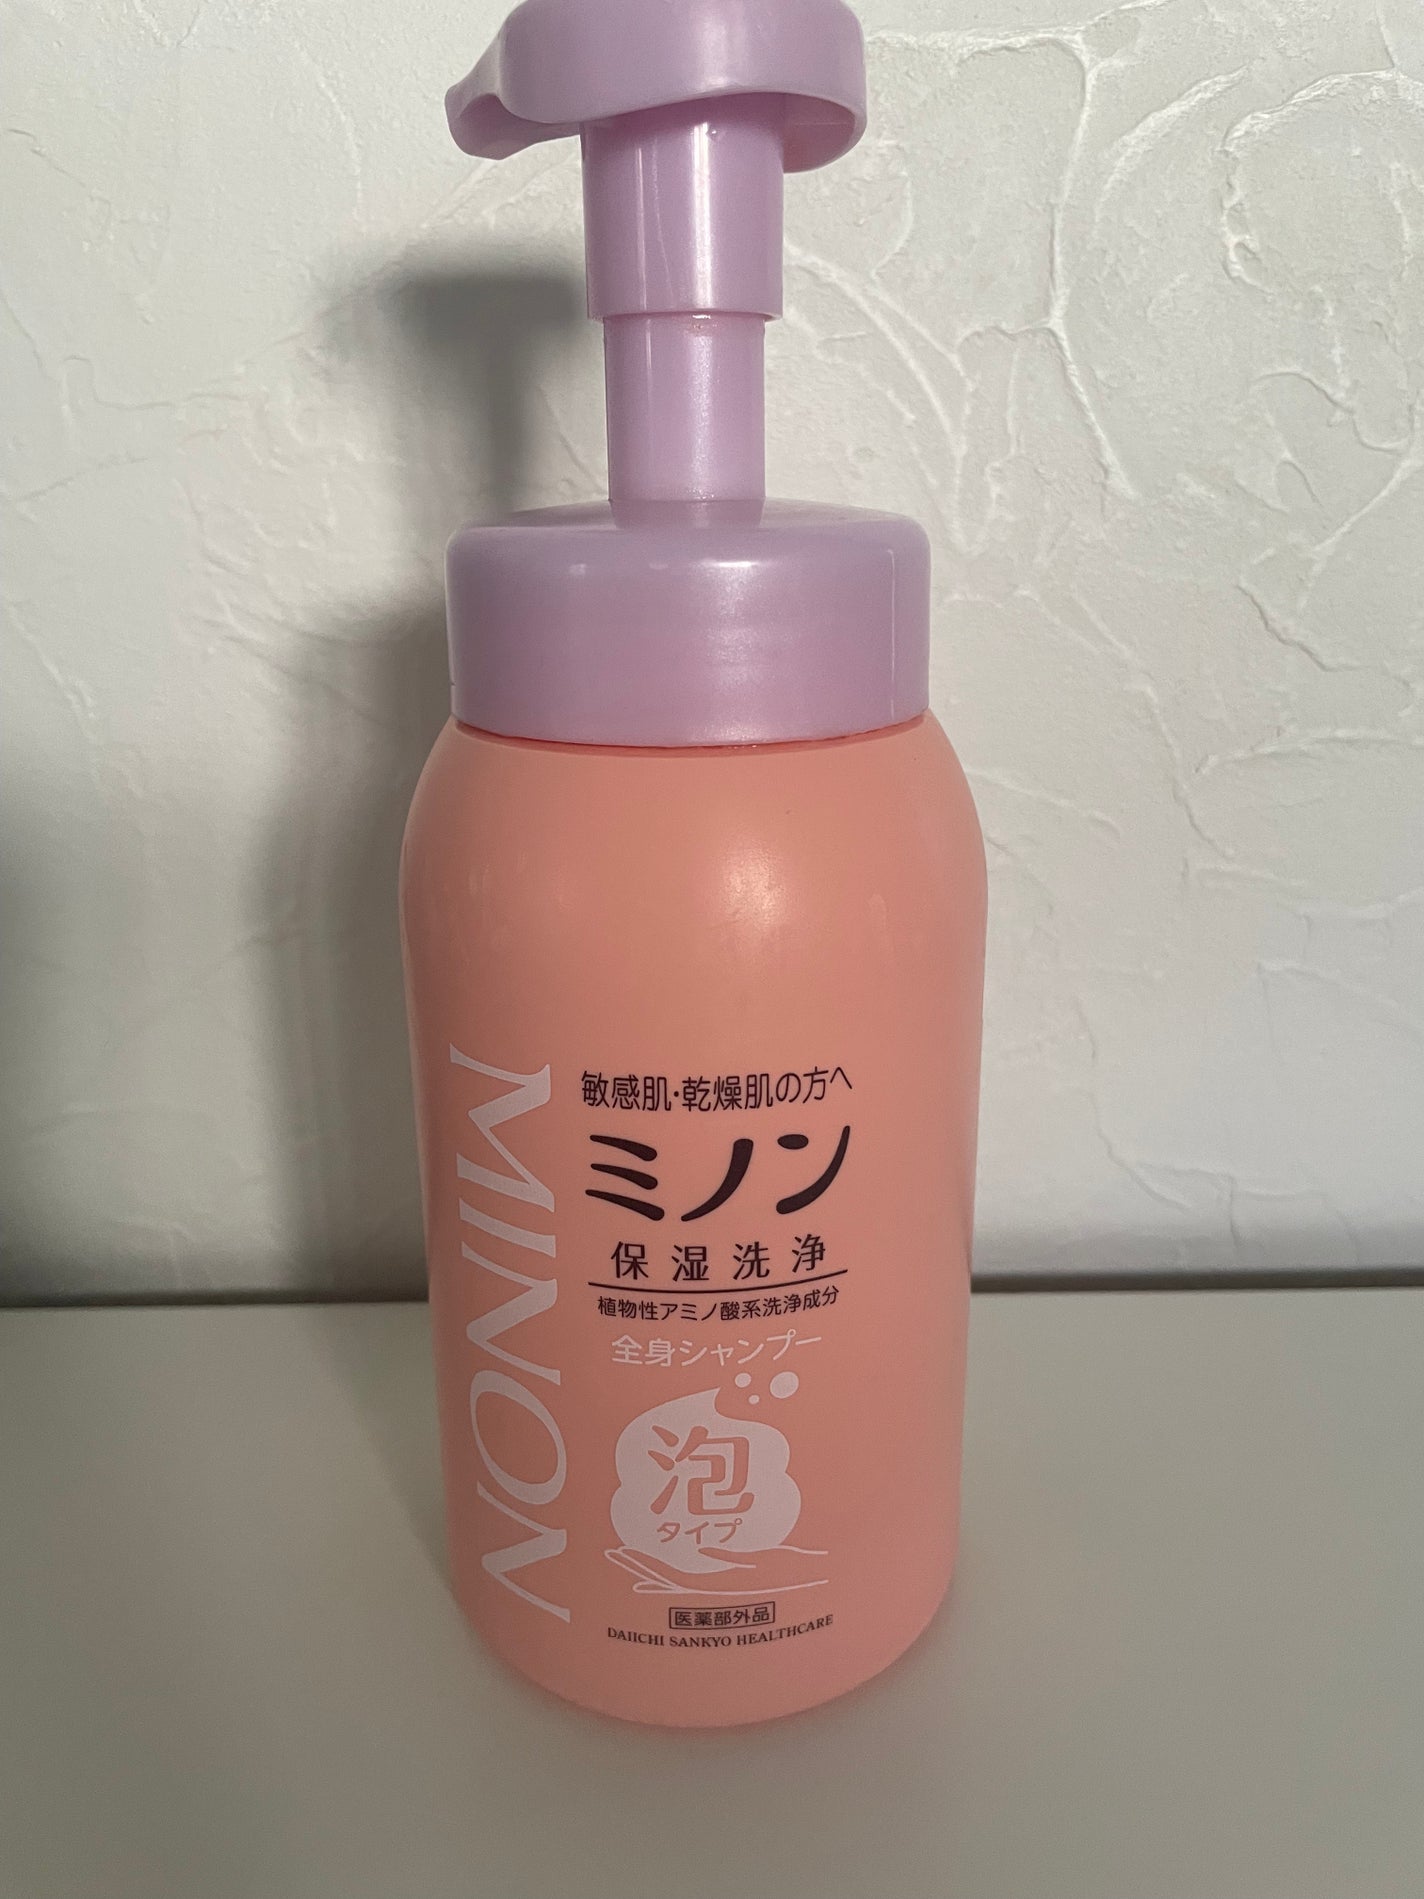 MINON
敏感肌・乾燥肌の方へ
ミノン
保湿洗浄
植物性アミノ酸系洗浄成分
全身シャンプー
泡
タイプ
医薬部外品
DAIICHI SANKYO HEALTHCARE